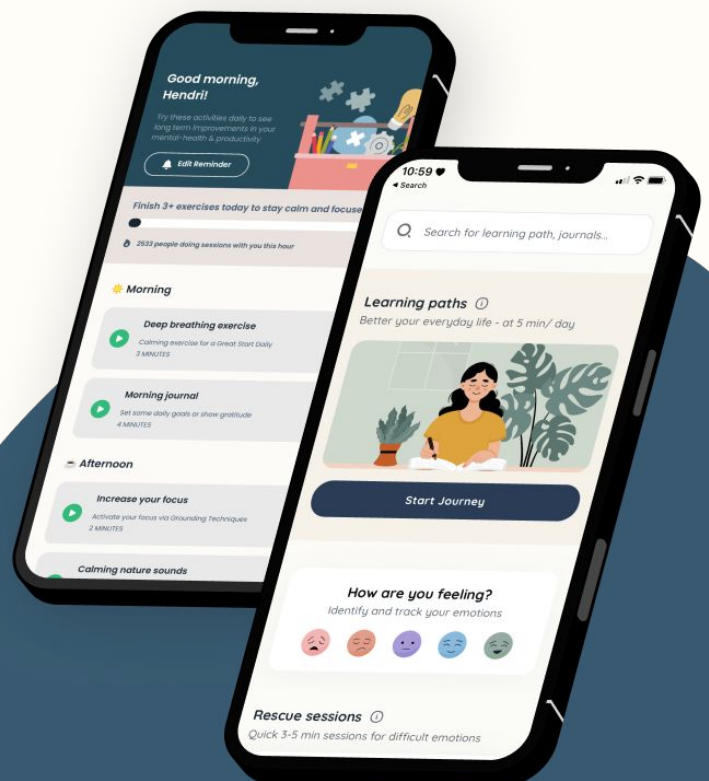 Good morning,
Hendri!
Try these activities daily to see
long term improvements in your
mental-health & productivity
Edit Reminder
Finish 3+ exercises today to stay calm and focuse
2533 people doing sessions with you this hour
Morning
Deep breathing exercise
Calming exercise for a Great Start Daily
3 MINUTES
Morning journal
Set some daily goals or show gratitude
4 MINUTES
Afternoon
Increase your focus
Activate your focus via Grounding Techniques
2 MINUTES
Calming nature sounds
10:59
Search
Search for learning path, journals...
Learning paths
Better your everyday life - at 5 min/ day
Start Journey
How are you feeling?
Identify and track your emotions
Rescue sessions
Quick 3-5 min sessions for difficult emotions